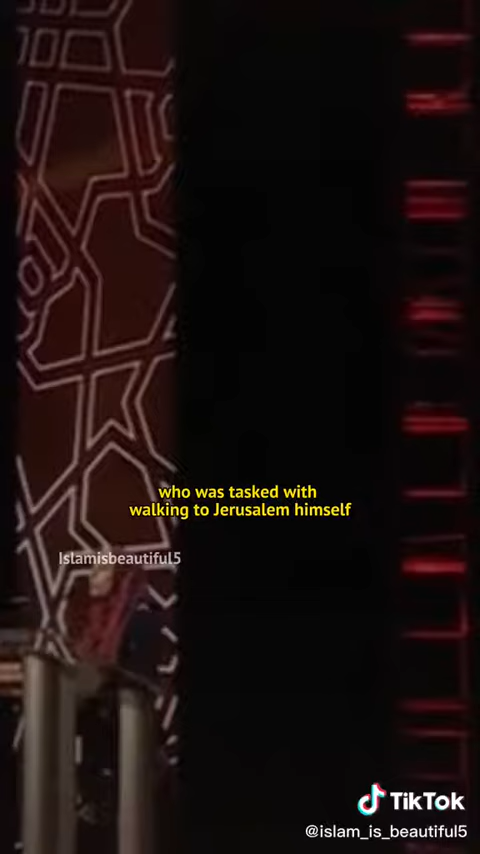 who was tasked with
walking to Jerusalem himself
Islamisbeautiful5
TikTok
@islam_is_beautiful5